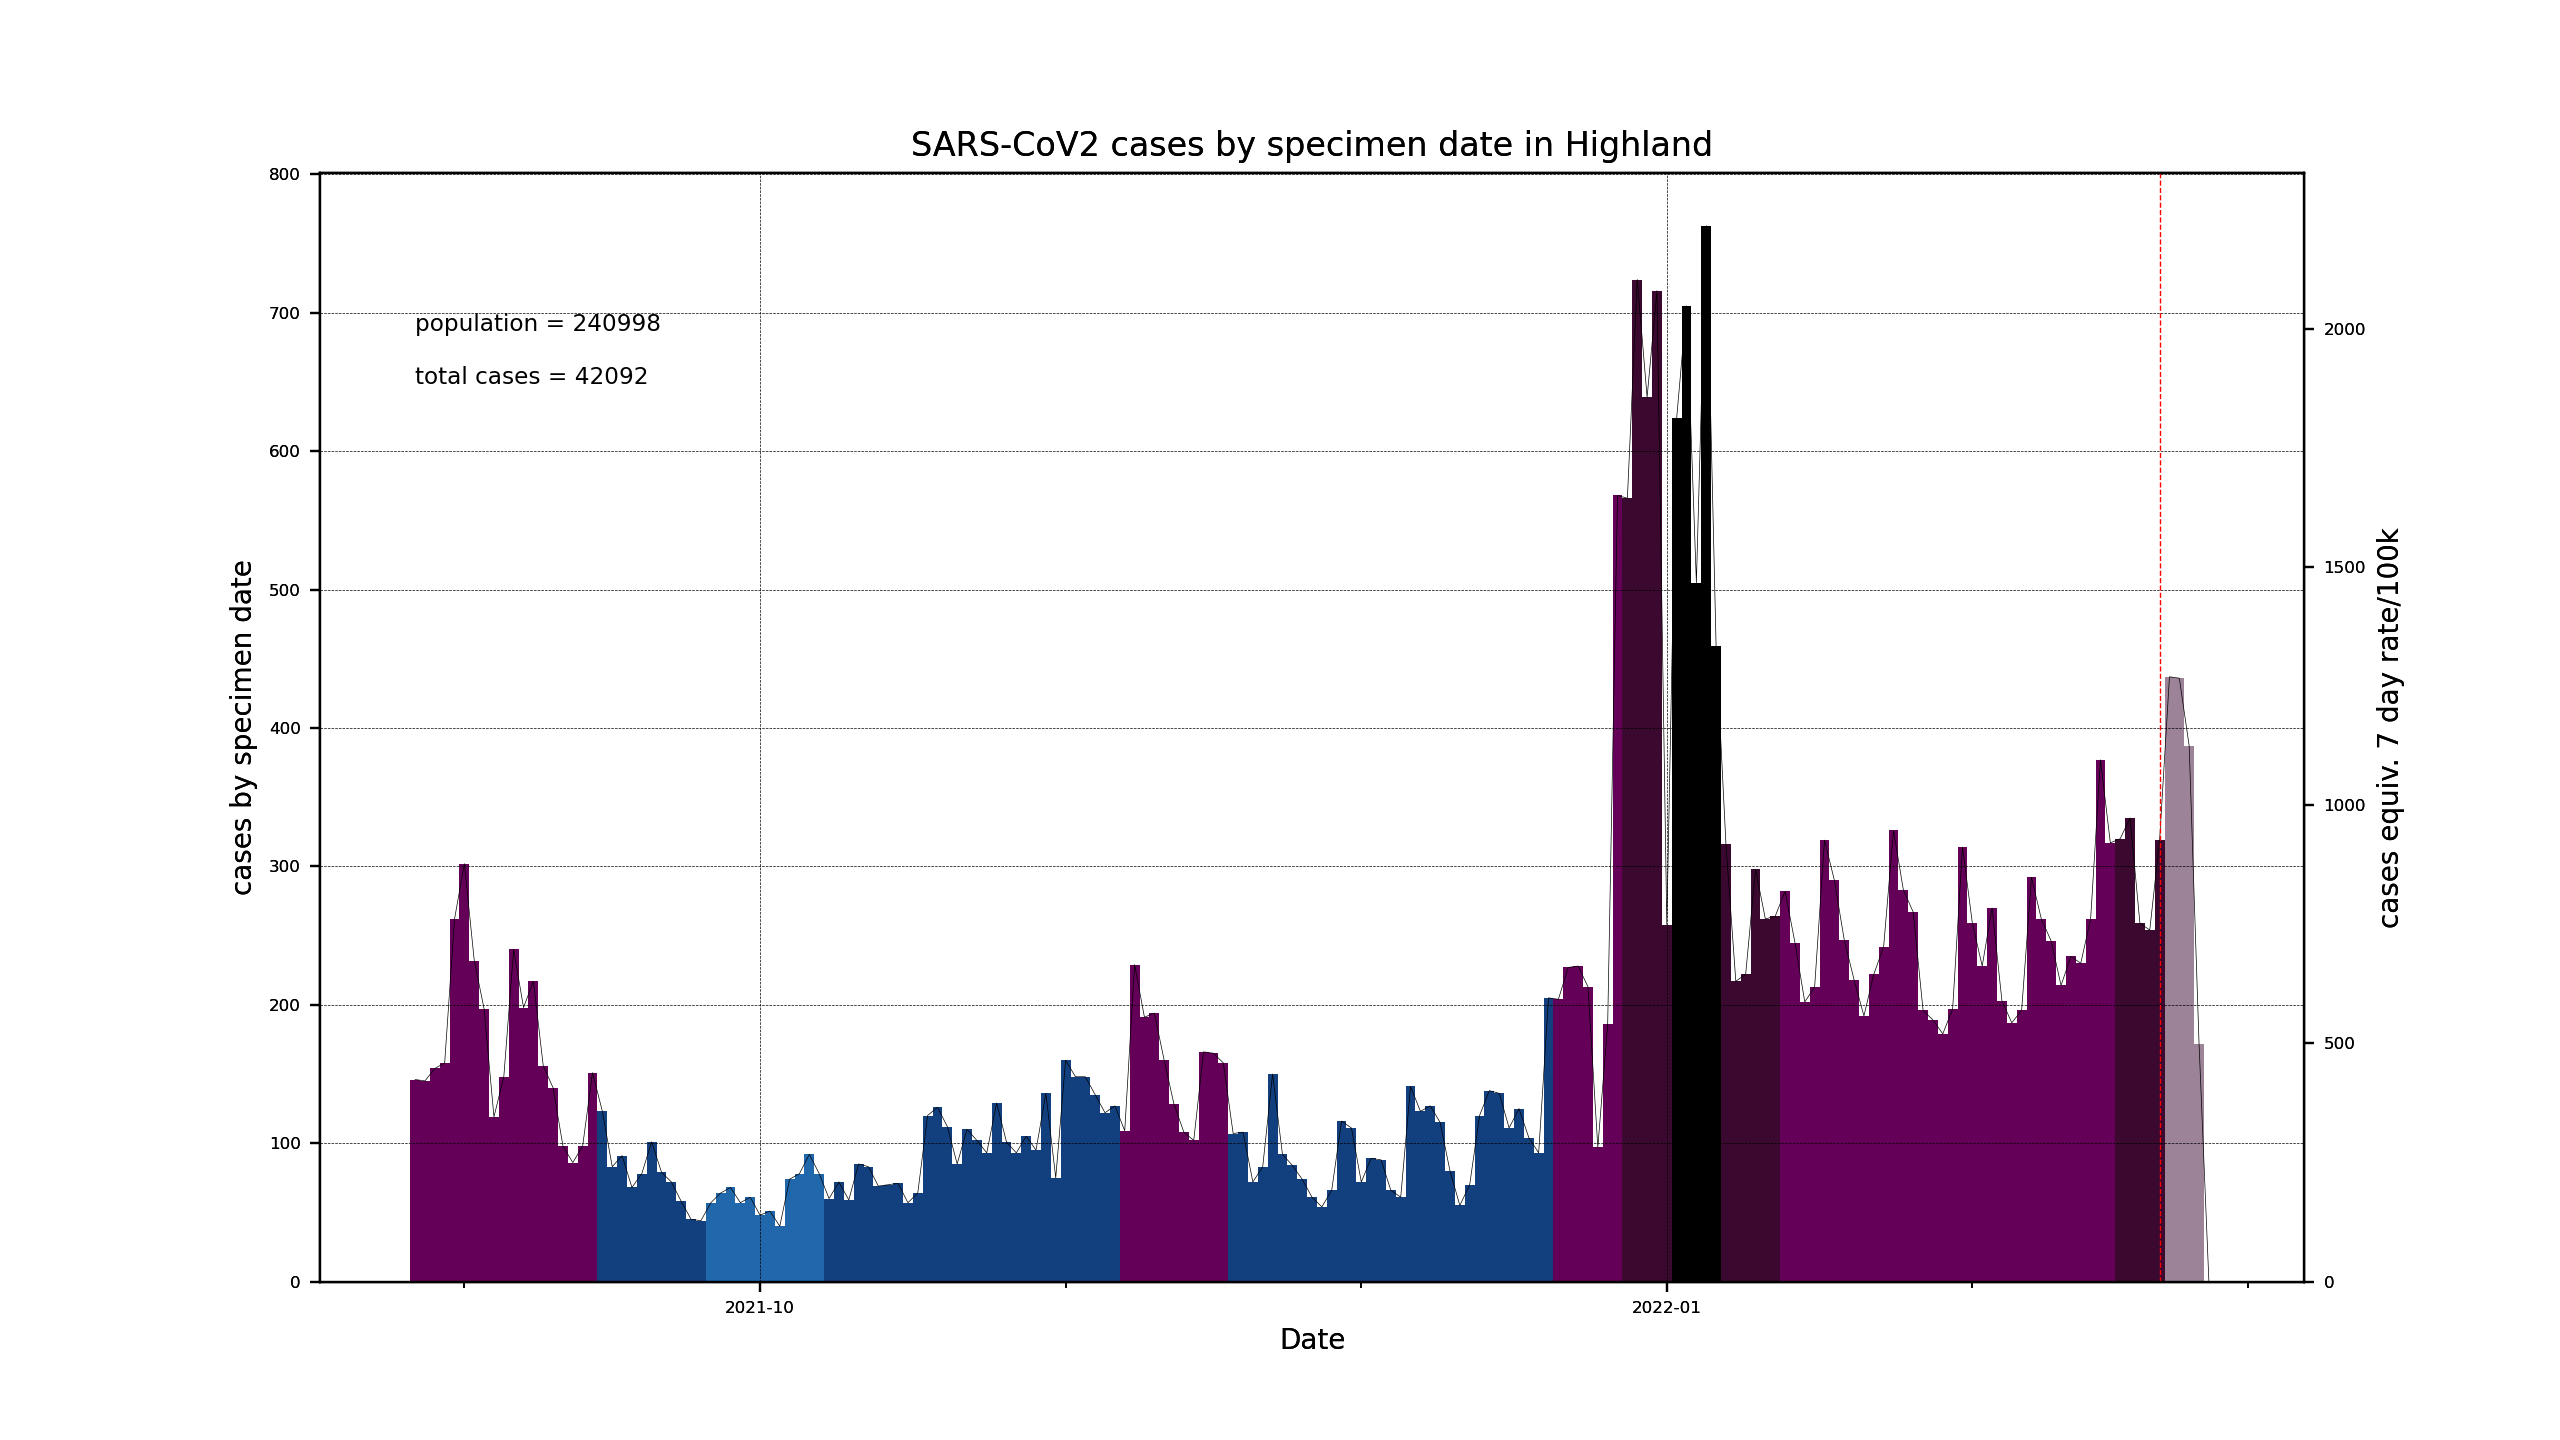 SARS-CoV2 cases by specimen date in Highland
800
700
600
500
400
300
200
100
0
cases by specimen date
population = 240998
total cases = 42092
2000
1500
1000
500
0
cases equiv. 7 day rate/100k
2021-10
2022-01
Date